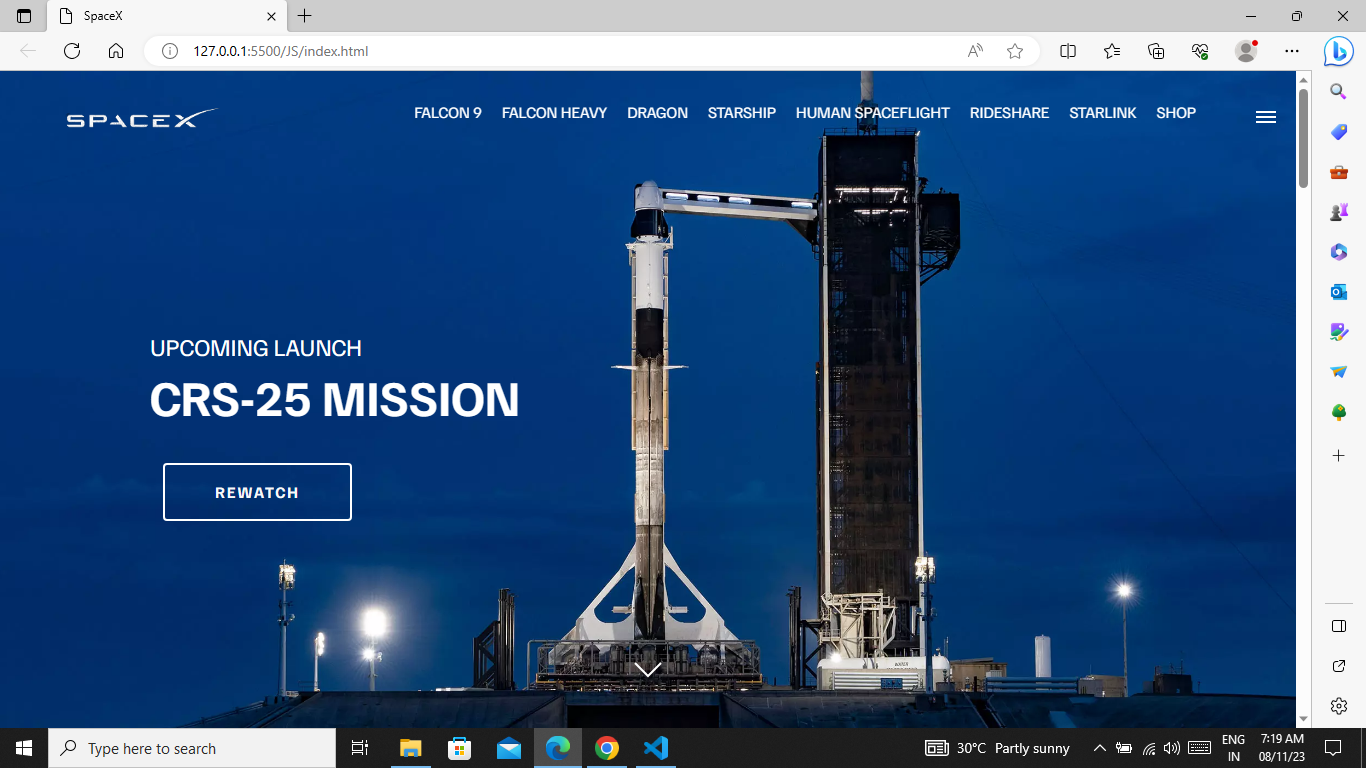 SpaceX
127.0.0.1:5500/JS/index.html
SPACEX
FALCON 9 FALCON HEAVY DRAGON STARSHIP HUMAN SPACEFLIGHT RIDESHARE STARLINK SHOP
UPCOMING LAUNCH
CRS-25 MISSION
REWATCH
WATER
Type here to search
30°C Partly sunny
ENG
IN
7:19 AM
08/11/23